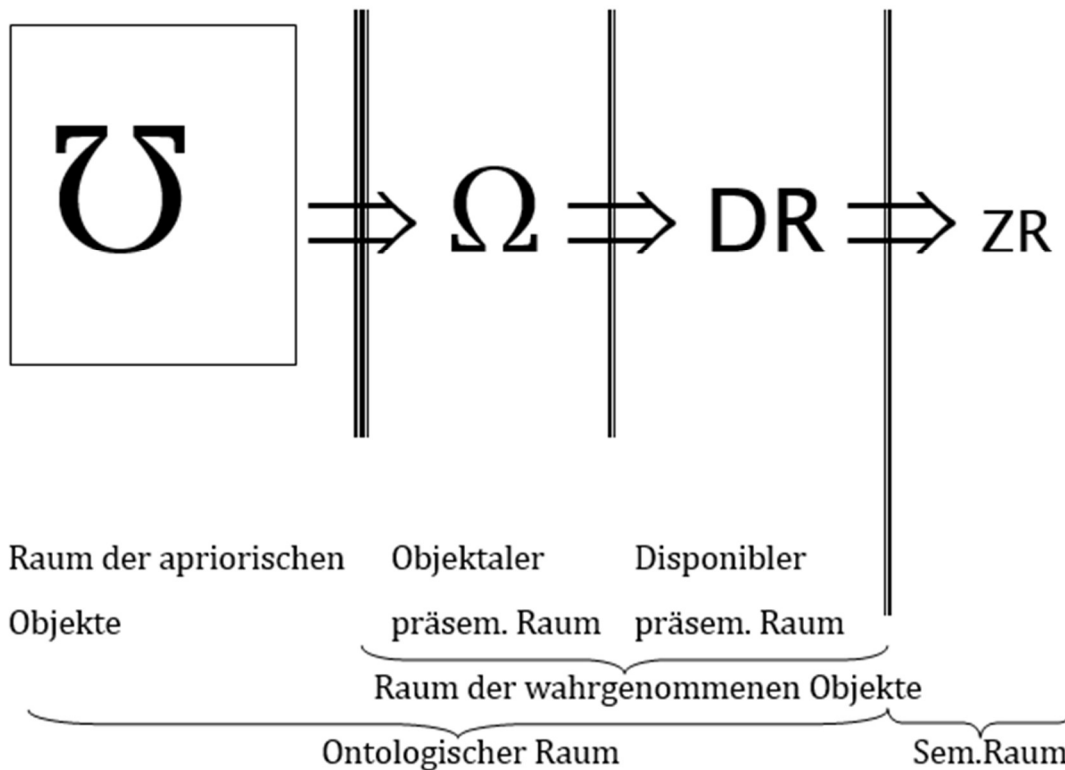 ℧ ⇒ Ω ⇒ DR ⇒ ZR
Raum der apriorischen Objektaler Disponibler
Objekte präsem. Raum präsem. Raum
Raum der wahrgenommenen Objekte
Ontologischer Raum Sem.Raum